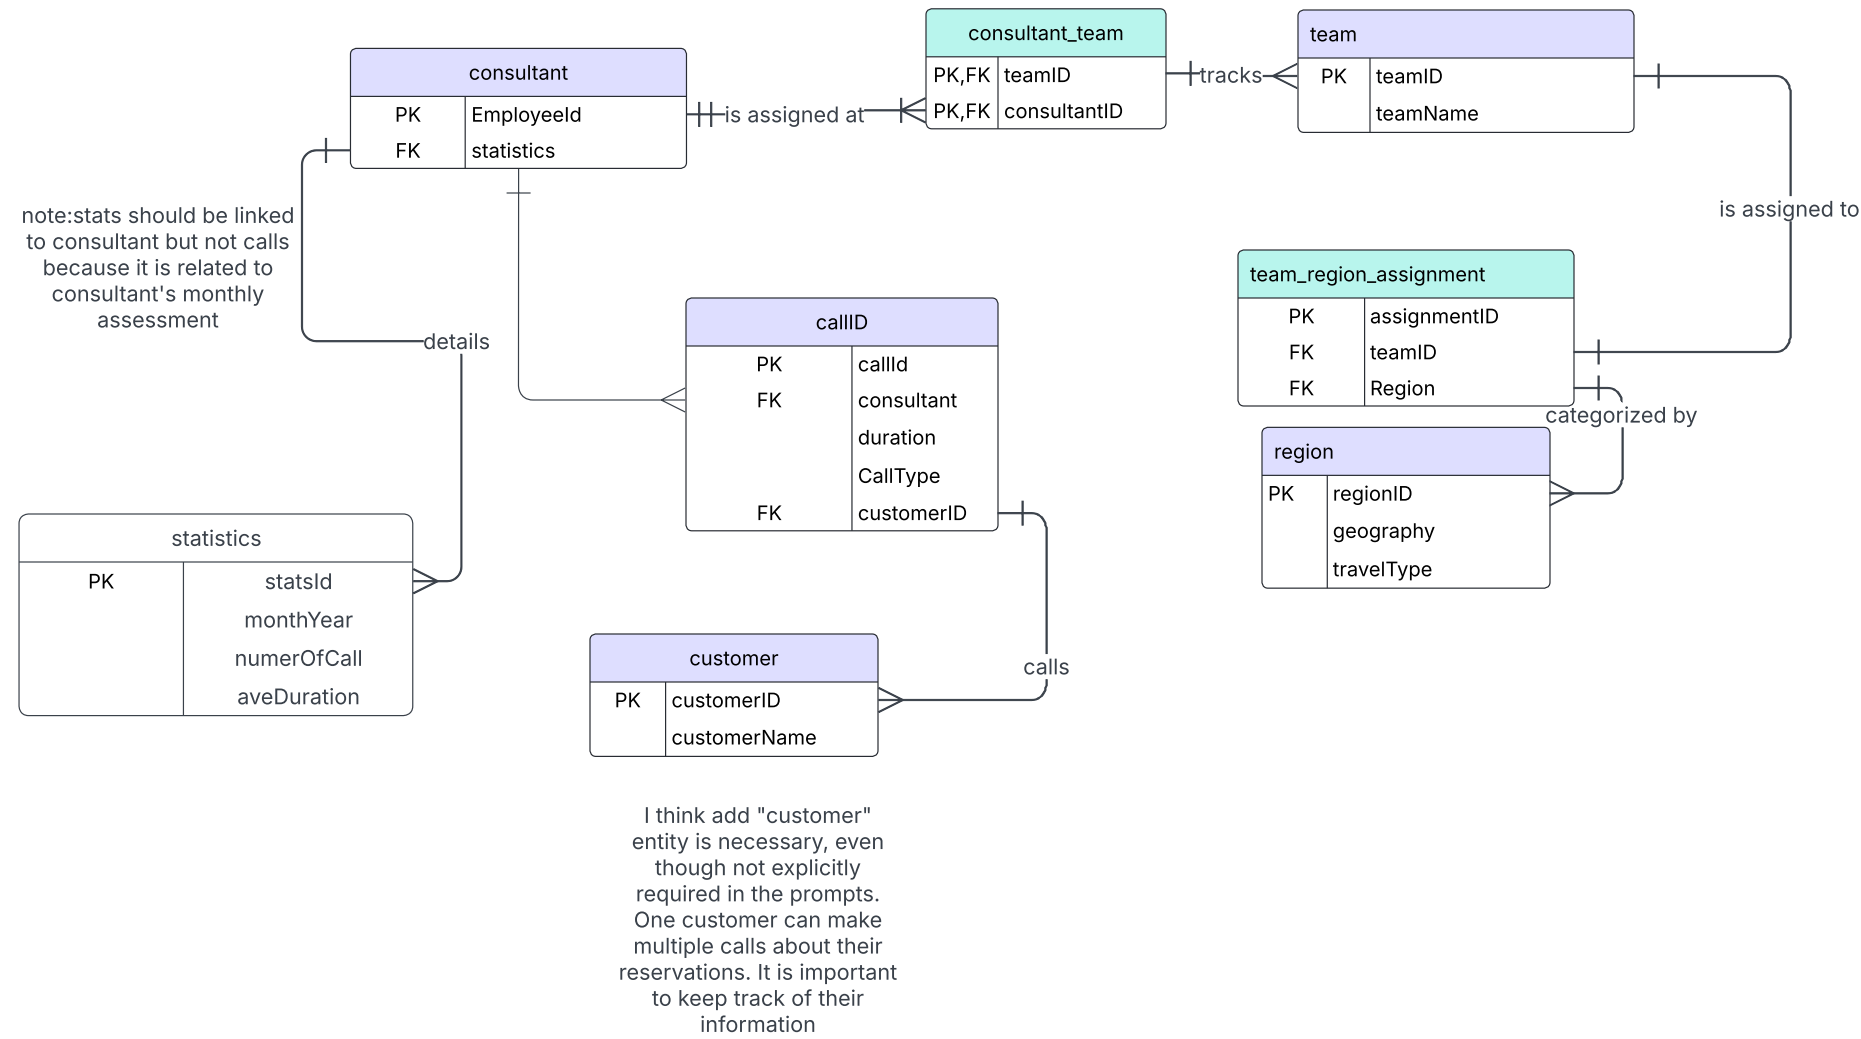 consultant
PK EmployeeId
FK statistics
is assigned at
consultant_team
PK,FK teamID
PK,FK consultantID
tracks
team
PK teamID
teamName
is assigned to
note:stats should be linked
to consultant but not calls
because it is related to
consultant's monthly
assessment
details
callID
PK callId
FK consultant
duration
CallType
FK customerID
team_region_assignment
PK assignmentID
FK teamID
FK Region
categorized by
region
PK regionID
geography
travelType
statistics
PK statsId
monthYear
numerOfCall
aveDuration
calls
customer
PK customerID
customerName
I think add "customer"
entity is necessary, even
though not explicitly
required in the prompts.
One customer can make
multiple calls about their
reservations. It is important
to keep track of their
information